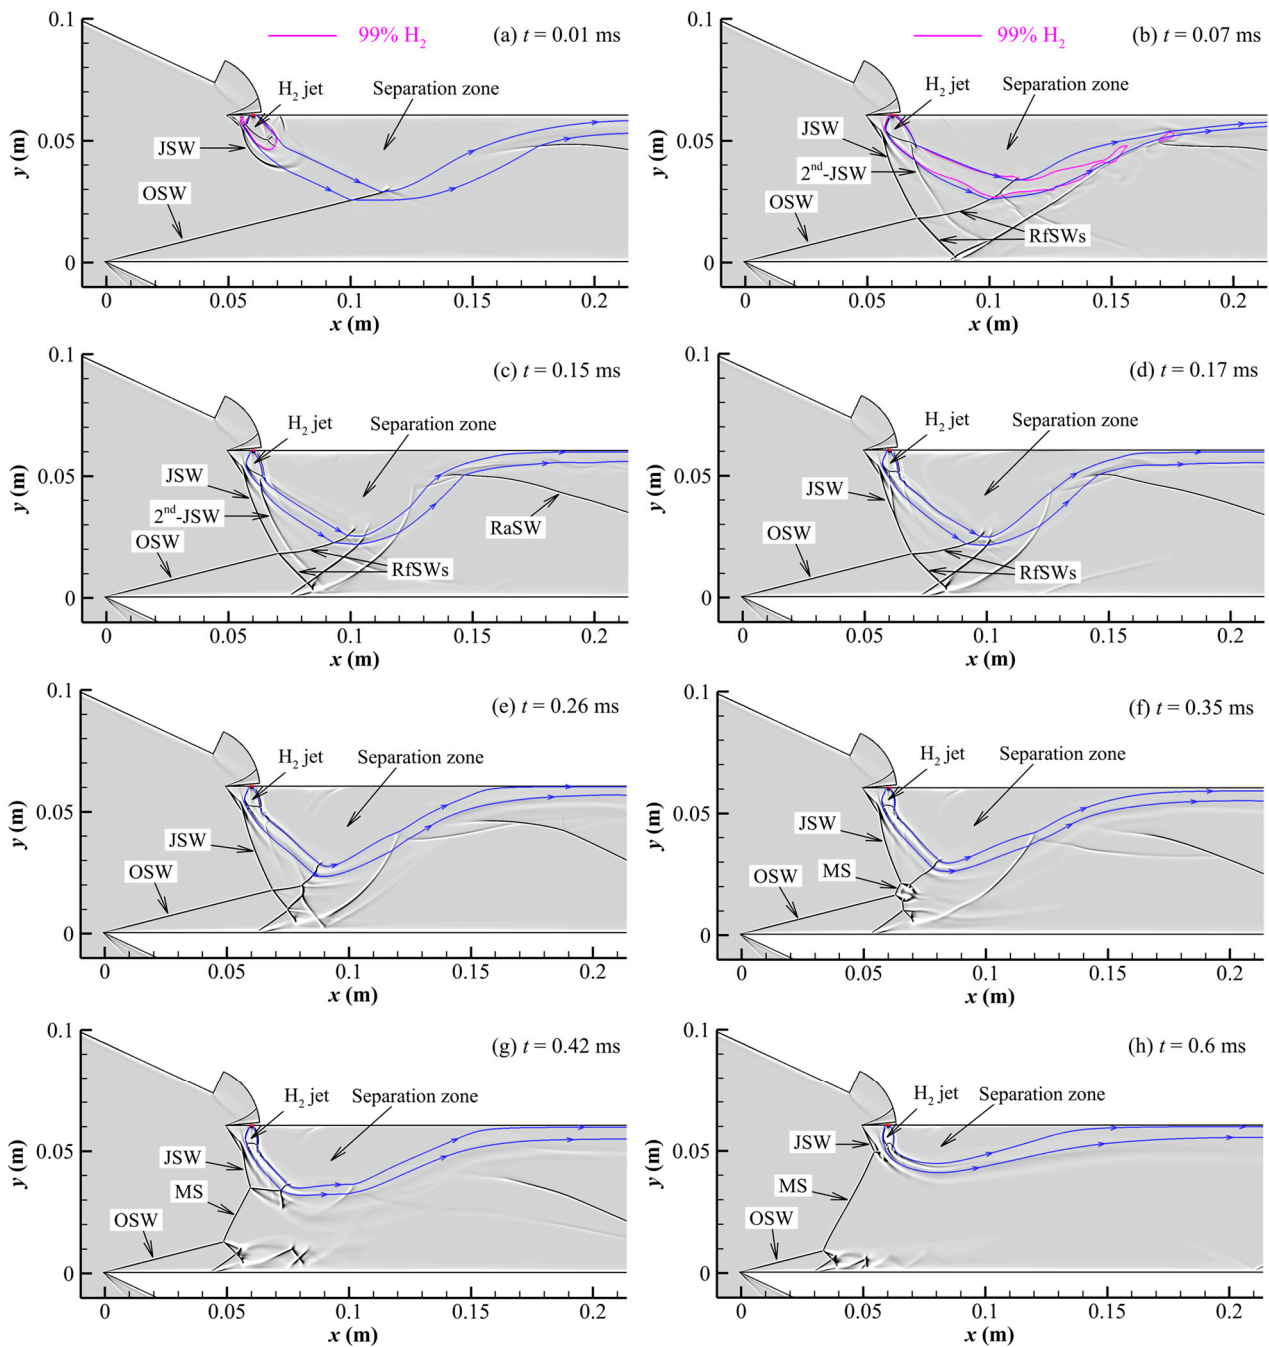 0.1
99% H2
(a) t = 0.01 ms
H2 jet
Separation zone
y (m)
0.05
JSW
OSW
0
0
0.05
0.1
0.15
0.2
x (m)
0.1
99% H2
(b) t = 0.07 ms
H2 jet
Separation zone
y (m)
0.05
JSW
2nd-JSW
OSW
RfSWs
0
0
0.05
0.1
0.15
0.2
x (m)
0.1
(c) t = 0.15 ms
H2 jet
Separation zone
y (m)
0.05
JSW
2nd-JSW
RaSW
OSW
RfSWs
0
0
0.05
0.1
0.15
0.2
x (m)
0.1
(d) t = 0.17 ms
H2 jet
Separation zone
y (m)
0.05
JSW
OSW
RfSWs
0
0
0.05
0.1
0.15
0.2
x (m)
0.1
(e) t = 0.26 ms
H2 jet
Separation zone
y (m)
0.05
JSW
OSW
0
0
0.05
0.1
0.15
0.2
x (m)
0.1
(f) t = 0.35 ms
H2 jet
Separation zone
y (m)
0.05
JSW
MS
OSW
0
0
0.05
0.1
0.15
0.2
x (m)
0.1
(g) t = 0.42 ms
H2 jet
Separation zone
y (m)
0.05
JSW
MS
OSW
0
0
0.05
0.1
0.15
0.2
x (m)
0.1
(h) t = 0.6 ms
H2 jet
Separation zone
y (m)
0.05
JSW
MS
OSW
0
0
0.05
0.1
0.15
0.2
x (m)